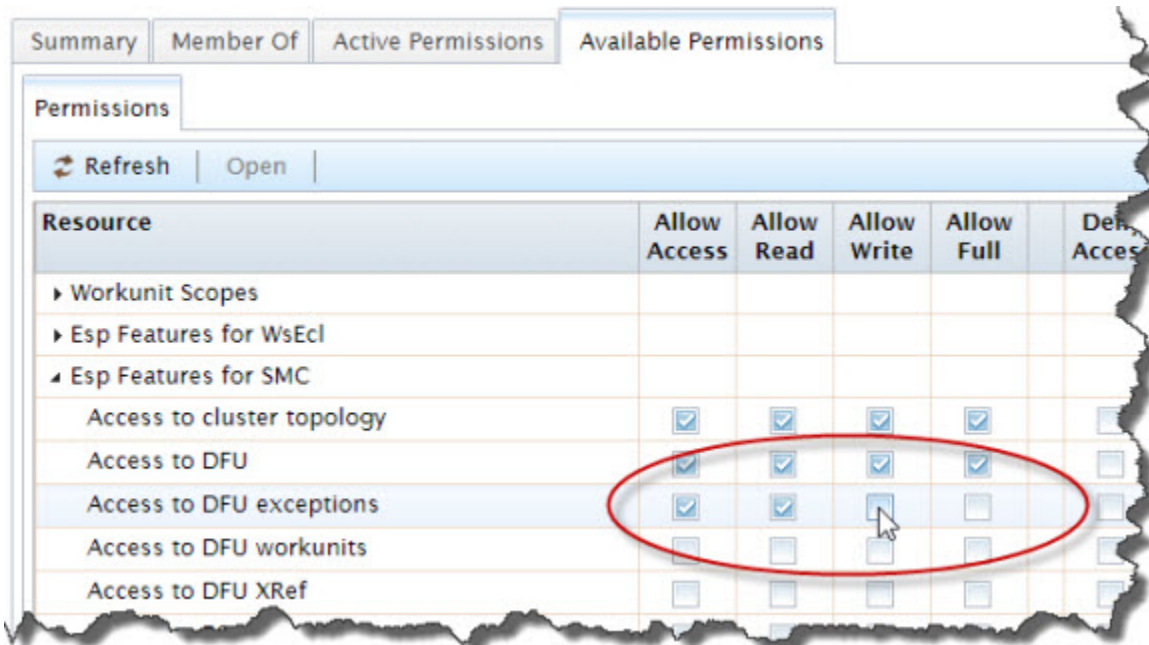 Summary Member Of Active Permissions Available Permissions
Permissions
Refresh Open
Resource Allow Access Allow Read Allow Write Allow Full
Workunit Scopes
Esp Features for WsEcl
Esp Features for SMC
Access to cluster topology
Access to DFU
Access to DFU exceptions
Access to DFU workunits
Access to DFU XRef